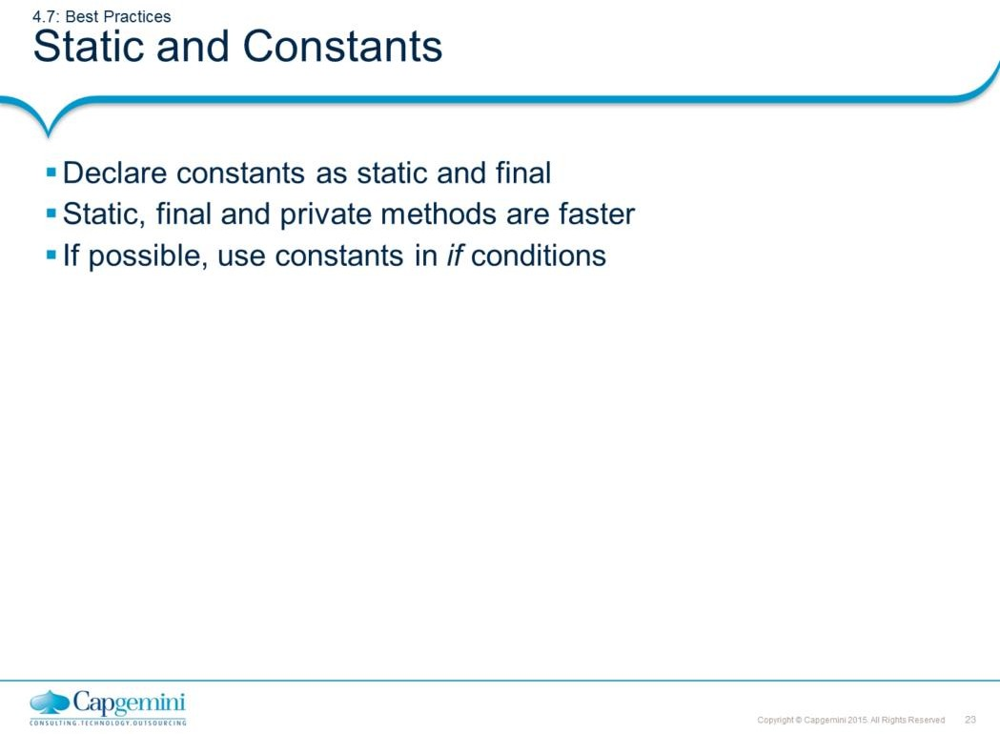 4.7: Best Practices
Static and Constants
Declare constants as static and final
Static, final and private methods are faster
If possible, use constants in if conditions
Capgemini
CONSULTING.TECHNOLOGY.OUTSOURCING
Copyright © Capgemini 2015. All Rights Reserved 23